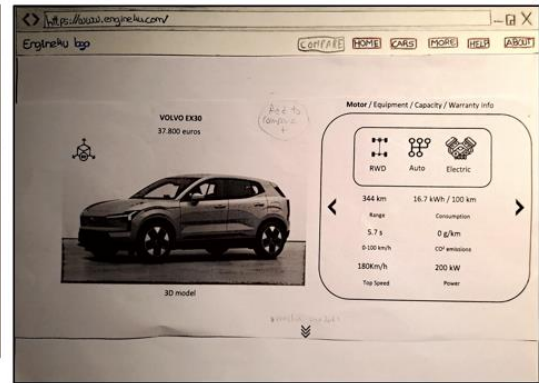 https://www.engineku.com/
Engineku logo
COMPARE HOME CARS MORE HELP ABOUT
VOLVO EX30
37.800 euros
Add to
compare
+
Motor / Equipment / Capacity / Warranty info
RWD Auto Electric
344 km 16.7 kWh / 100 km
Range Consumption
5.7 s 0 g/km
0-100 km/h CO² emissions
180Km/h 200 kW
Top Speed Power
3D model